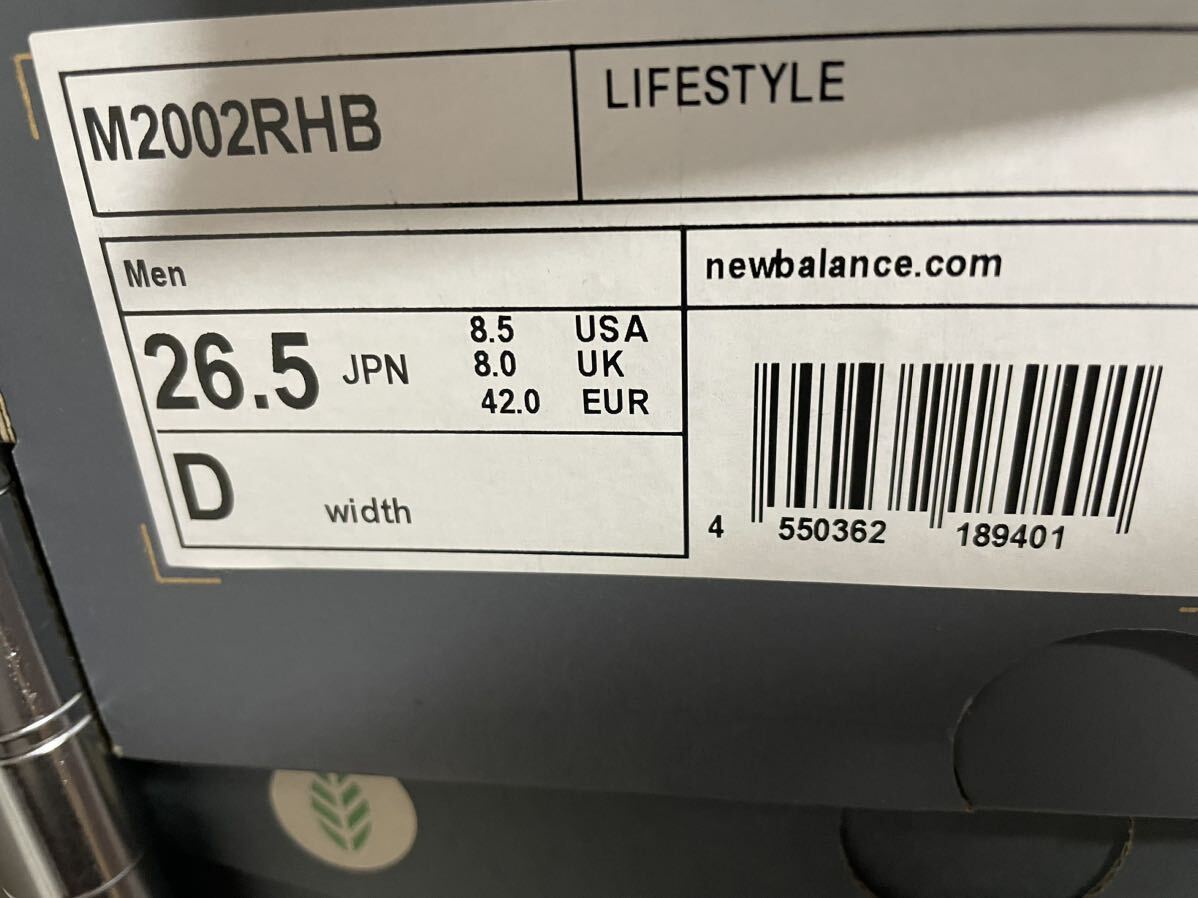 M2002RHB
LIFESTYLE
Men
newbalance.com
26.5 JPN
8.5 USA
8.0 UK
42.0 EUR
D width
4 550362 189401